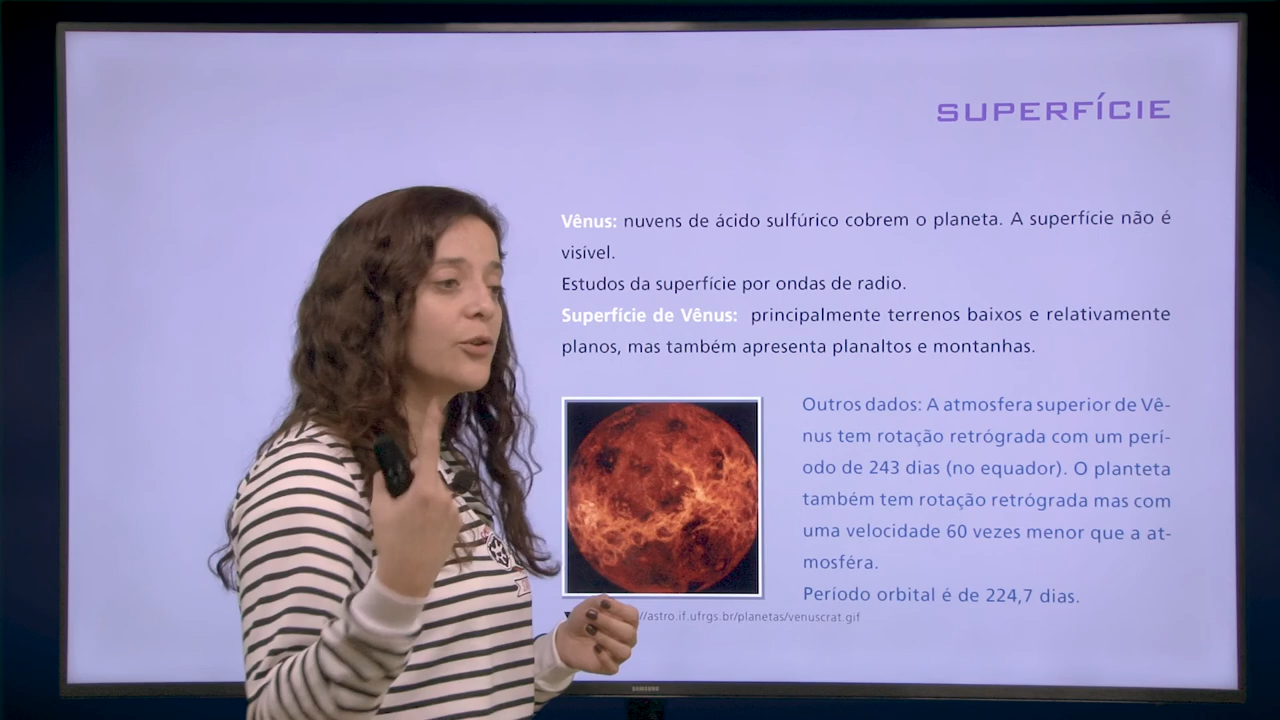 SUPERFÍCIE
Vênus: nuvens de ácido sulfúrico cobrem o planeta. A superfície não é
visível.
Estudos da superfície por ondas de radio.
Superfície de Vênus: principalmente terrenos baixos e relativamente
planos, mas também apresenta planaltos e montanhas.
Outros dados: A atmosfera superior de Vê-
nus tem rotação retrógrada com um perí-
odo de 243 dias (no equador). O planteta
também tem rotação retrógrada mas com
uma velocidade 60 vezes menor que a at-
mosféra.
Período orbital é de 224,7 dias.
//astro.if.ufrgs.br/planetas/venuscrat.gif
SAMSUNG